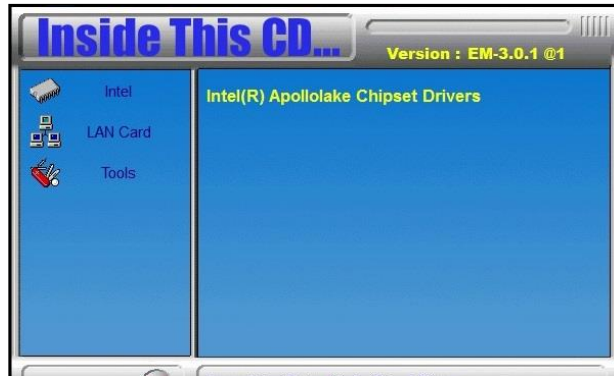 Inside This CD...
Version : EM-3.0.1 @1
Intel
LAN Card
Tools
Intel(R) Apollolake Chipset Drivers